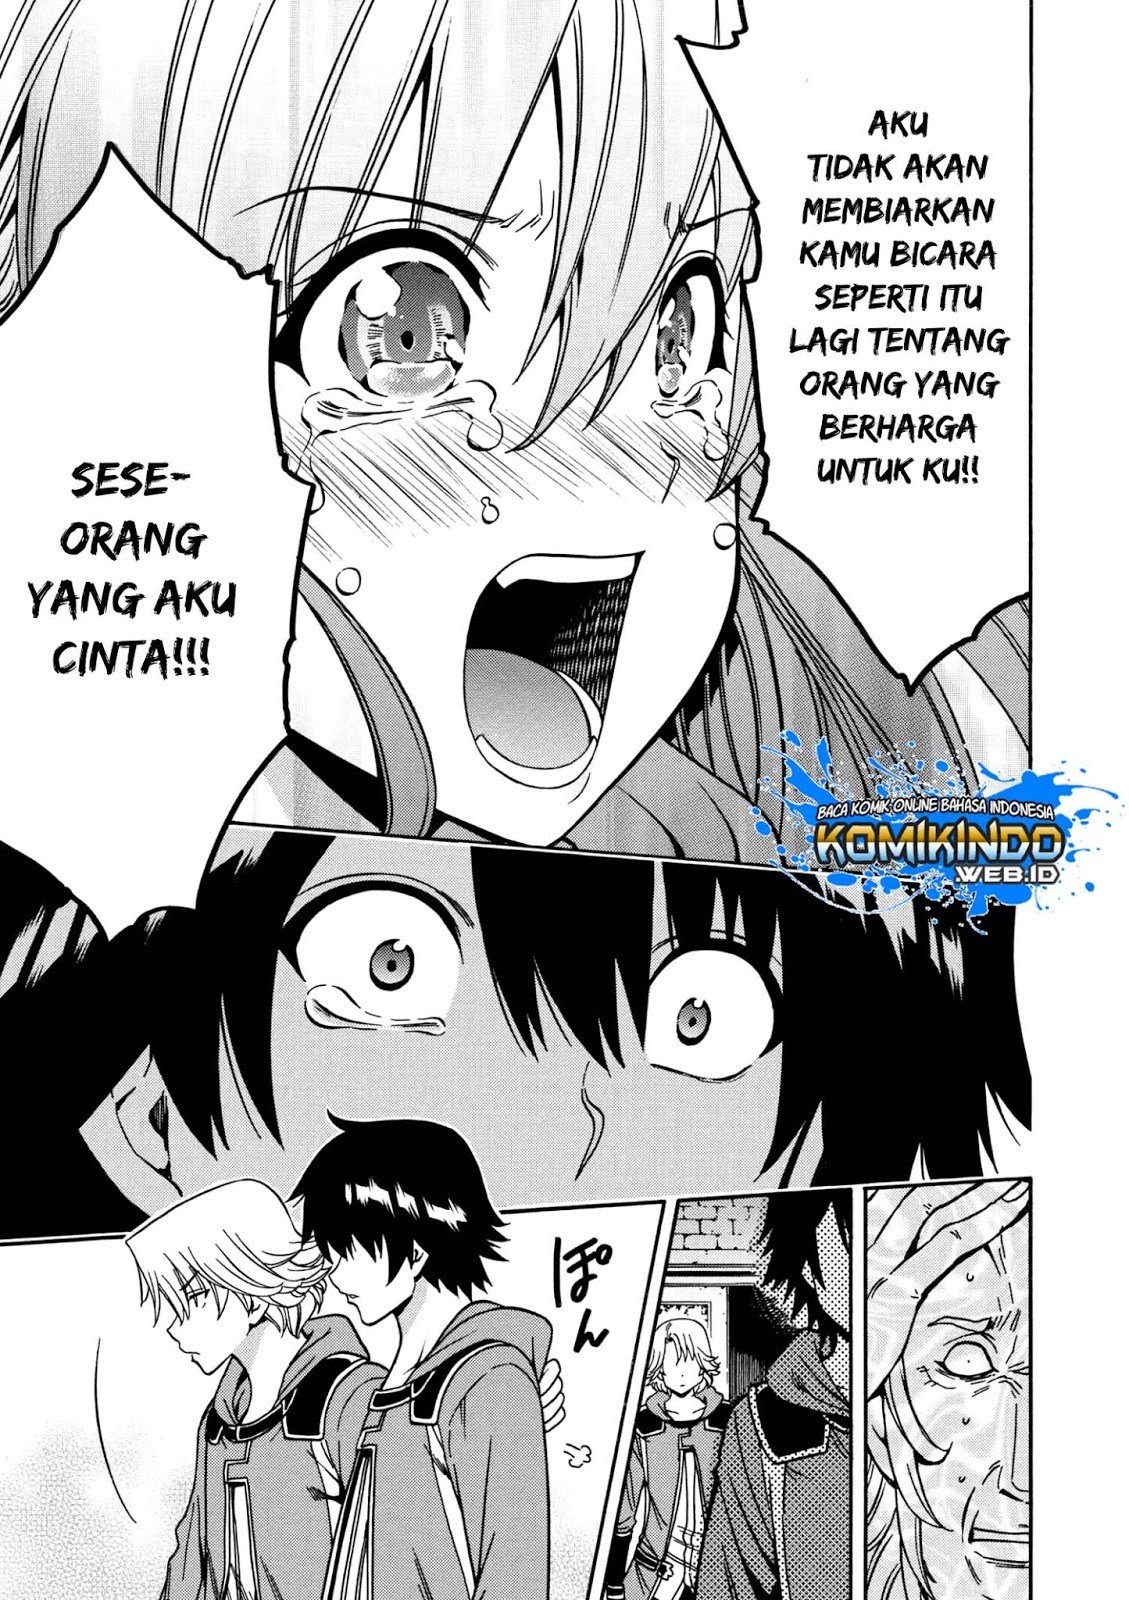 AKU
TIDAK AKAN
MEMBIARKAN
KAMU BICARA
SEPERTI ITU
LAGI TENTANG
ORANG YANG
BERHARGA
UNTUK KU!!
SESE-
ORANG
YANG AKU
CINTA!!!
BACA KOMIK ONLINE BAHASA INDONESIA
KOMIKINDO
.WEB.ID
ぽん